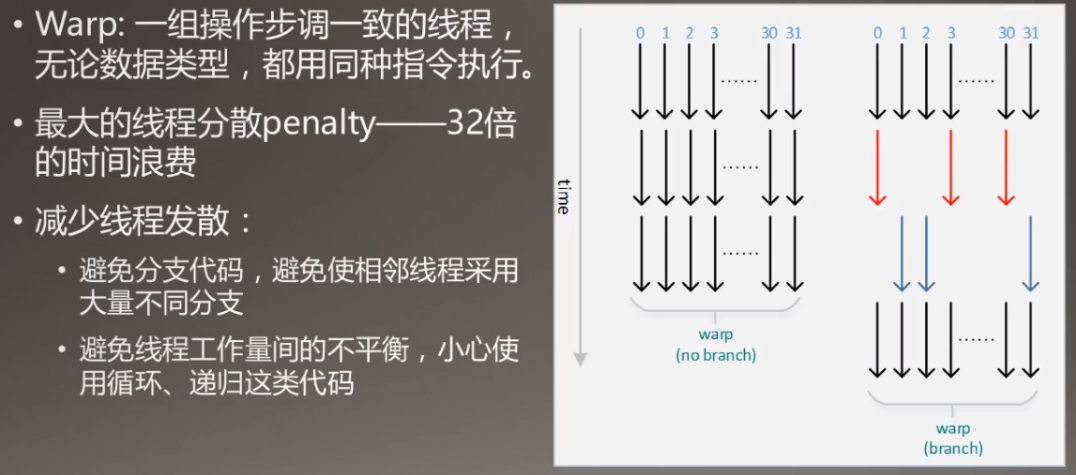 • Warp: 一组操作步调一致的线程，
无论数据类型，都用同种指令执行。
• 最大的线程分散penalty——32倍
的时间浪费
• 减少线程发散：
• 避免分支代码，避免使相邻线程采用
大量不同分支
• 避免线程工作量间的不平衡，小心使
用循环、递归这类代码
time
0 1 2 3 30 31
......
......
......
warp
(no branch)
0 1 2 3 30 31
......
......
warp
(branch)